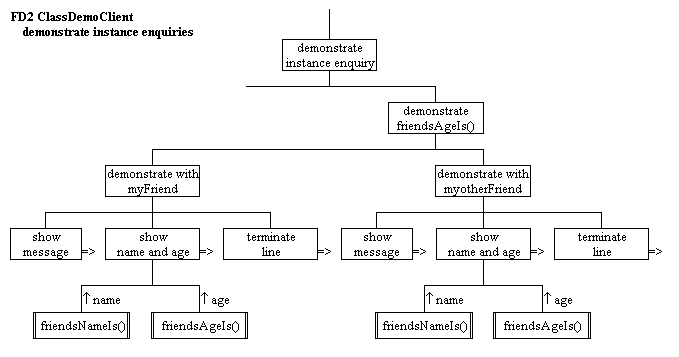 FD2 ClassDemoClient
demonstrate instance enquiries
demonstrate
instance enquiry
demonstrate
friendsAgeIs()
demonstrate with
myFriend
demonstrate with
myotherFriend
show
message =>
show
name and age =>
terminate
line =>
show
message =>
show
name and age =>
terminate
line =>
↑ name
↑ age
↑ name
↑ age
friendsNameIs()
friendsAgeIs()
friendsNameIs()
friendsAgeIs()